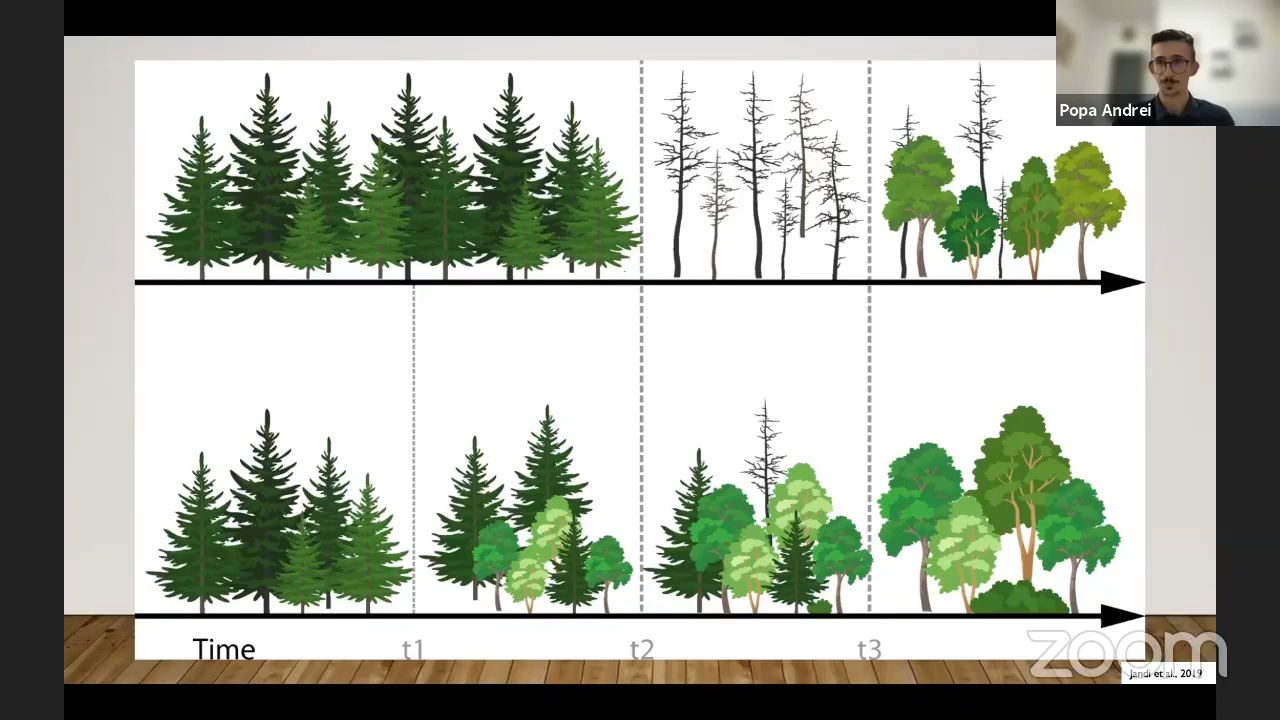 Popa Andrei
Time
t1
t2
t3
zoom
Jandl et al., 2019